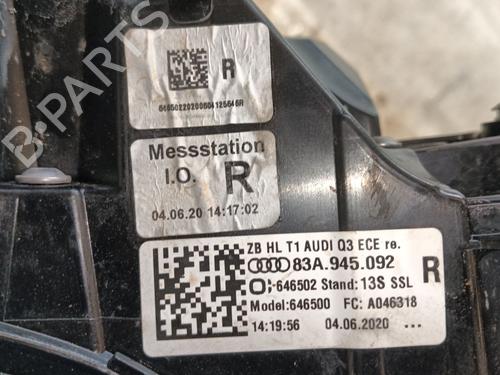 R
Messstation
I.O. R
04.06.20 14:17:02
ZB HL T1 AUDI Q3 ECE re.
83A.945.092
R
:646502 Stand: 13S SSL
Model:646500 FC: A046318
14:19:56 04.06.2020